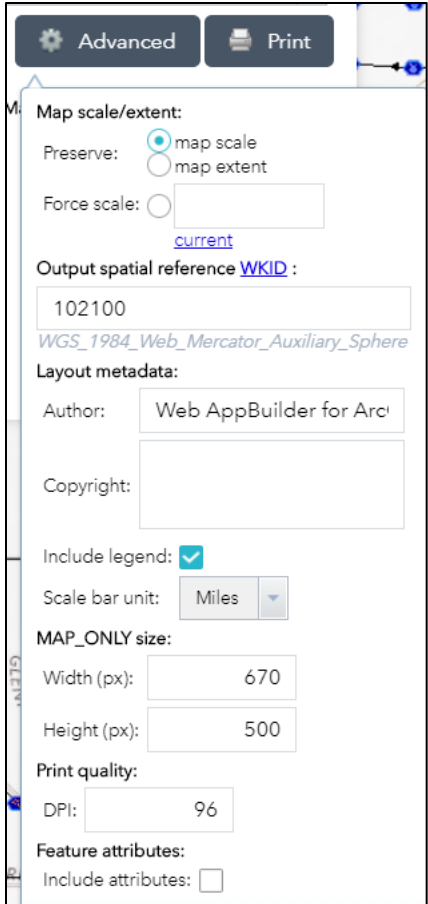 Advanced
Print
Map scale/extent:
Preserve: map scale
map extent
Force scale:
current
Output spatial reference WKID :
102100
WGS_1984_Web_Mercator_Auxiliary_Sphere
Layout metadata:
Author: Web AppBuilder for Arc
Copyright:
Include legend:
Scale bar unit: Miles
MAP_ONLY size:
Width (px): 670
Height (px): 500
Print quality:
DPI: 96
Feature attributes:
Include attributes: